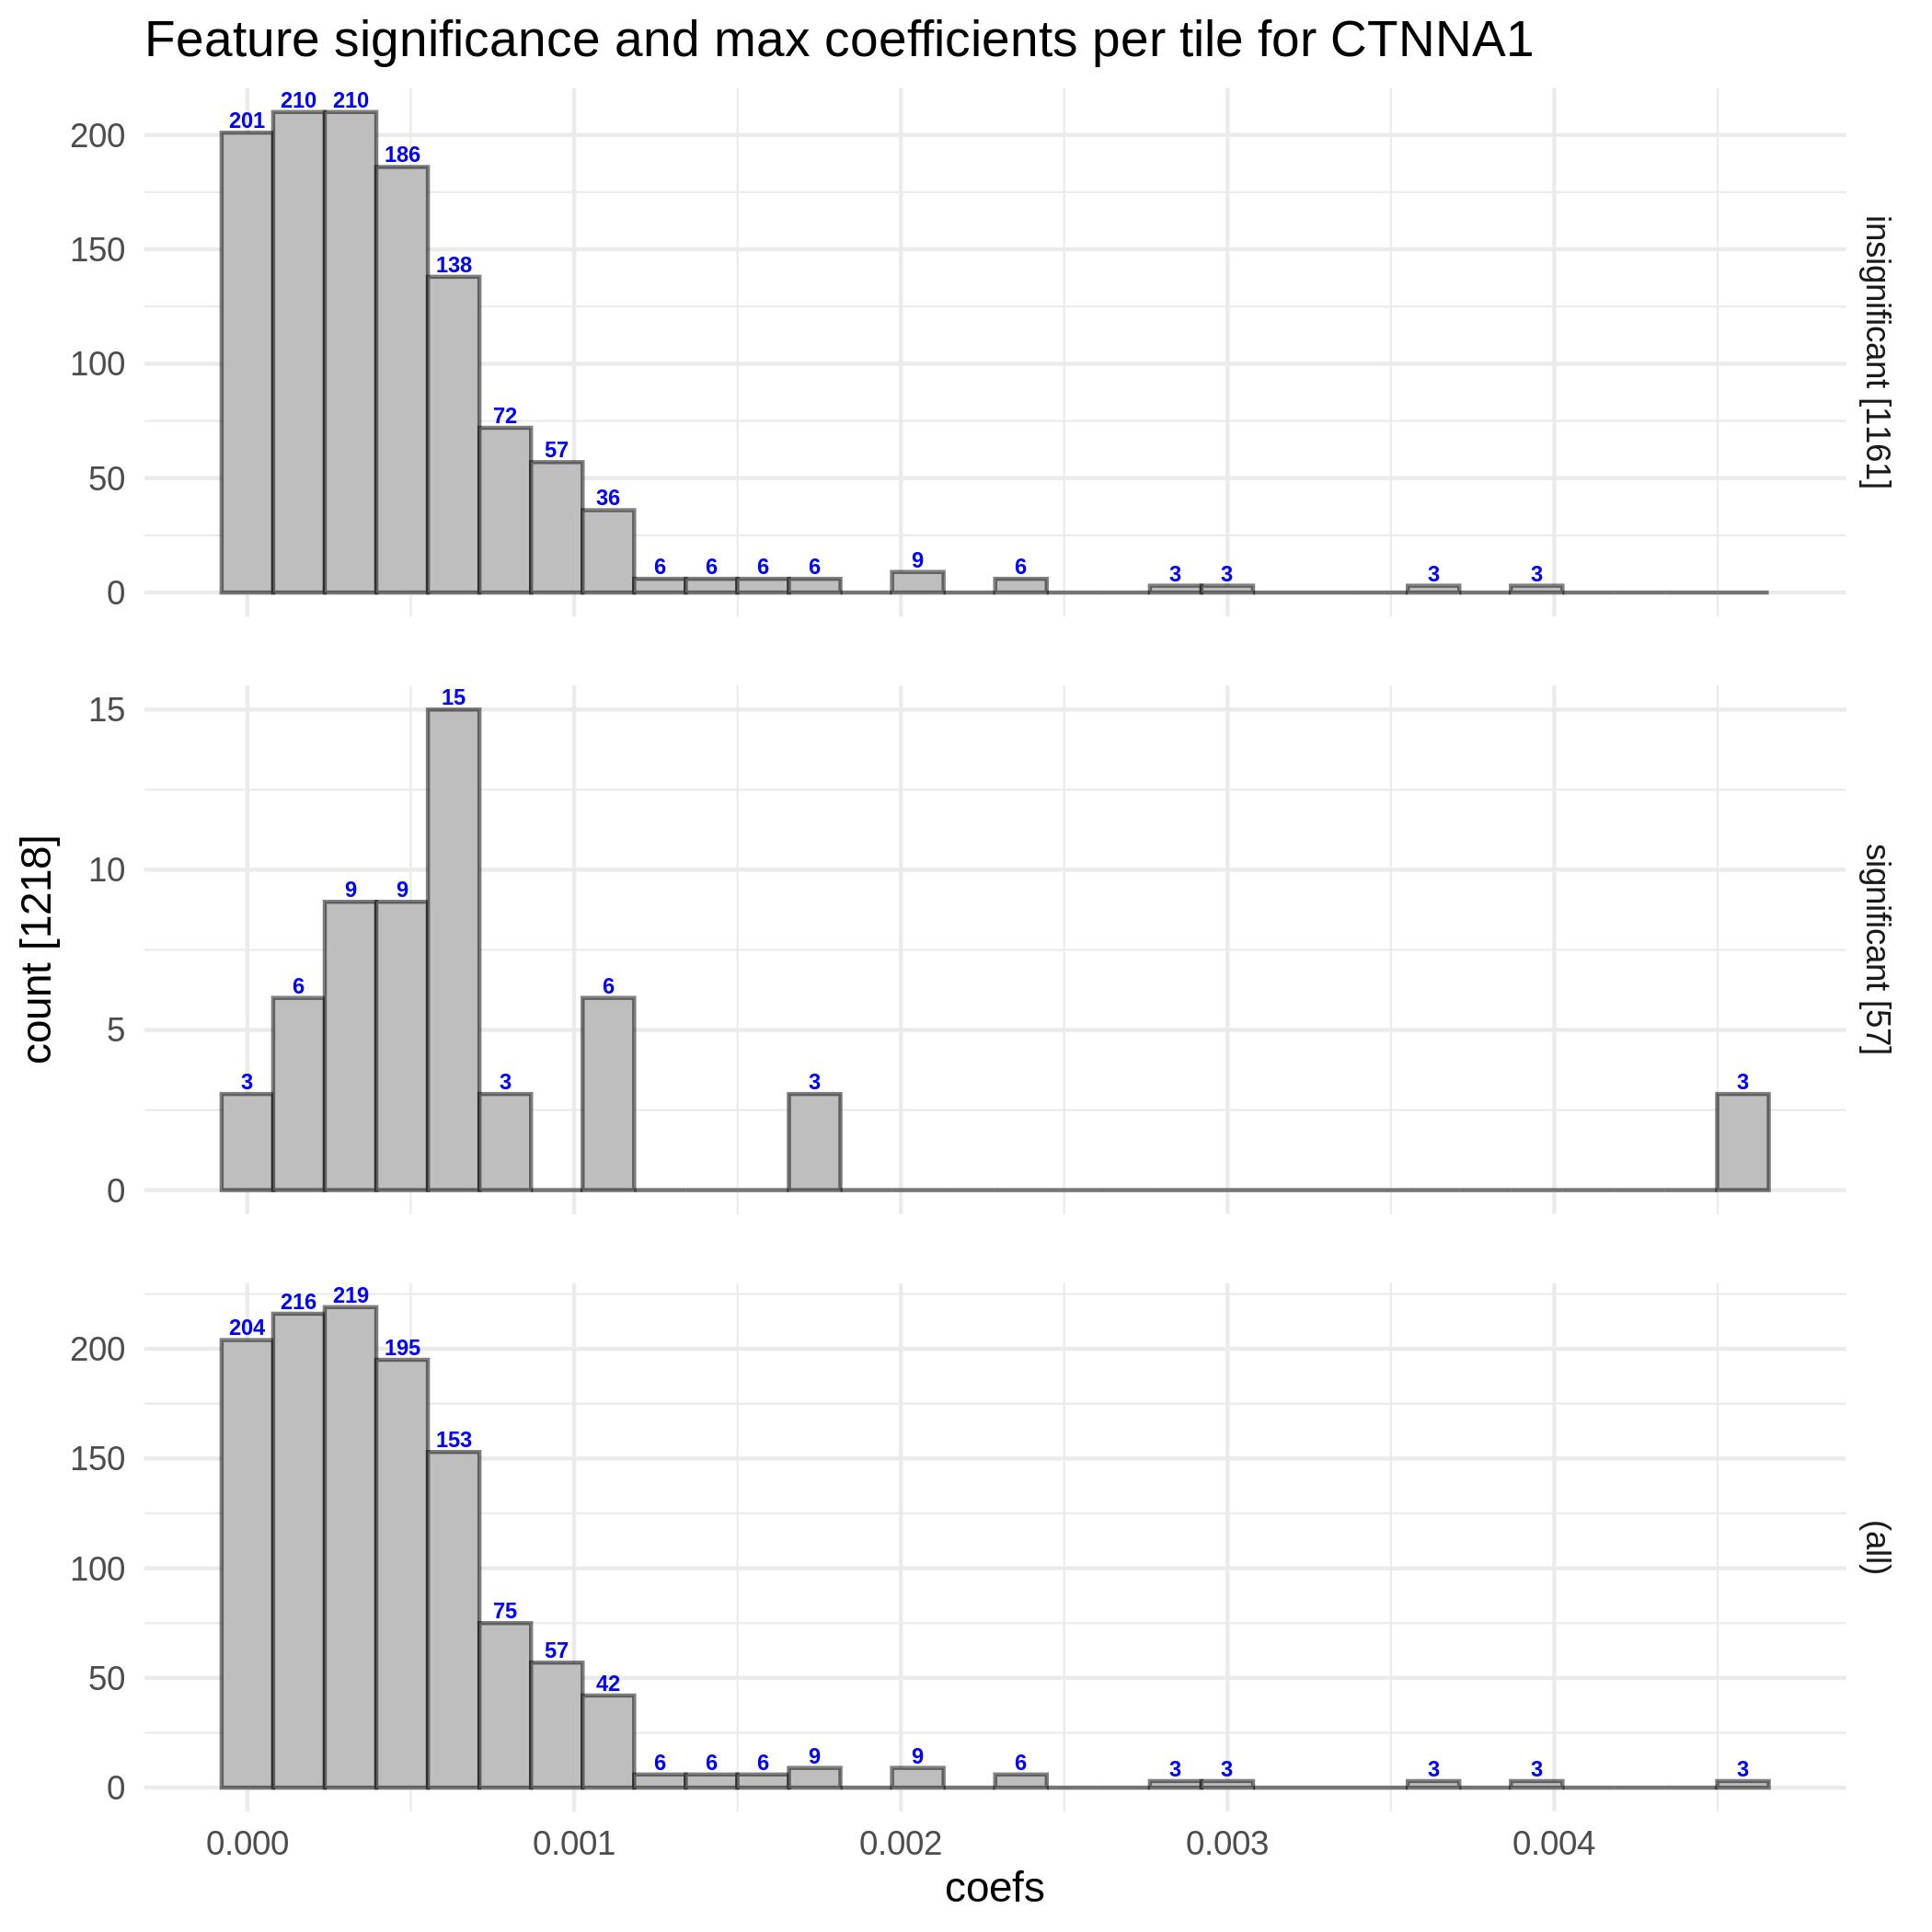 Feature significance and max coefficients per tile for CTNNA1
201 210 210 186 138 72 57 36 6 6 6 6 9 6 3 3 3 3
200
150
100
50
0
insignificant [1161]
count [1218]
3 6 9 9 15 3 6 3 3
15
10
5
0
significant [57]
204 216 219 195 153 75 57 42 6 6 6 9 9 6 3 3 3 3 3
200
150
100
50
0
(all)
0.000 0.001 0.002 0.003 0.004
coefs